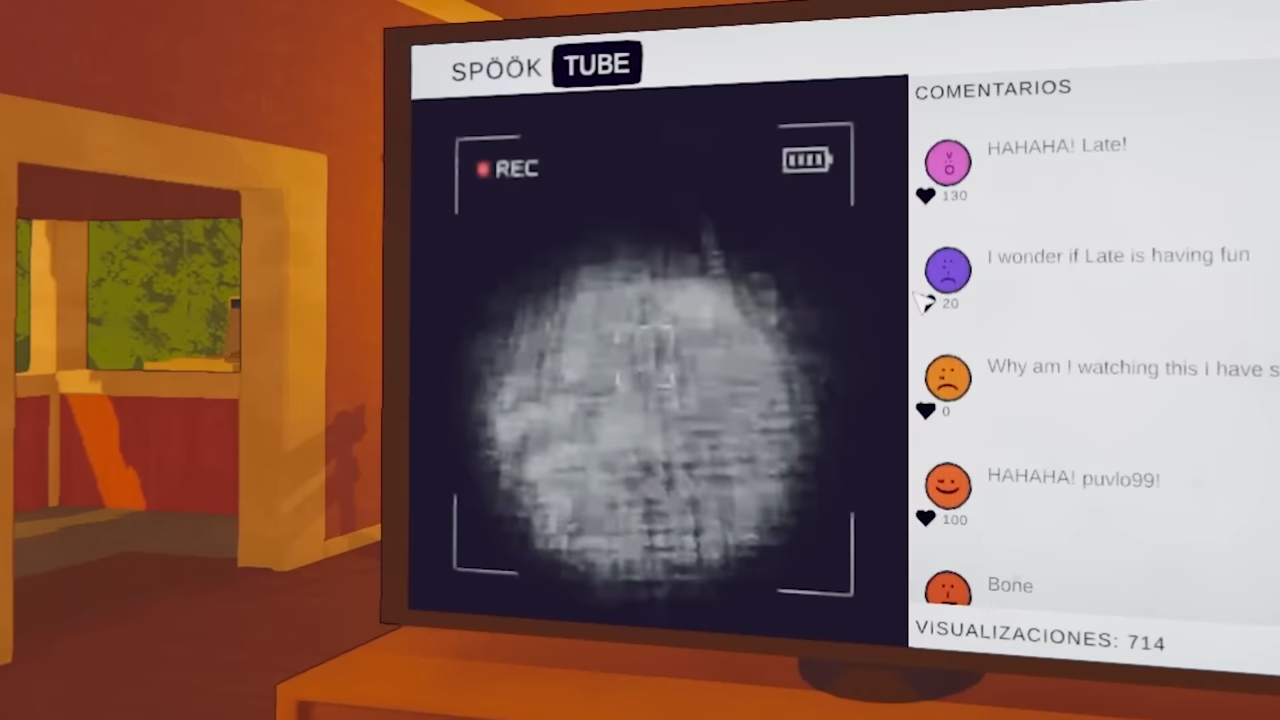 SPÖÖK TUBE
REC
COMENTARIOS
HAHAHA! Late!
130
I wonder if Late is having fun
20
Why am I watching this i have
0
HAHAHA! puvlo99!
100
Bone
VISUALIZACIONES: 714